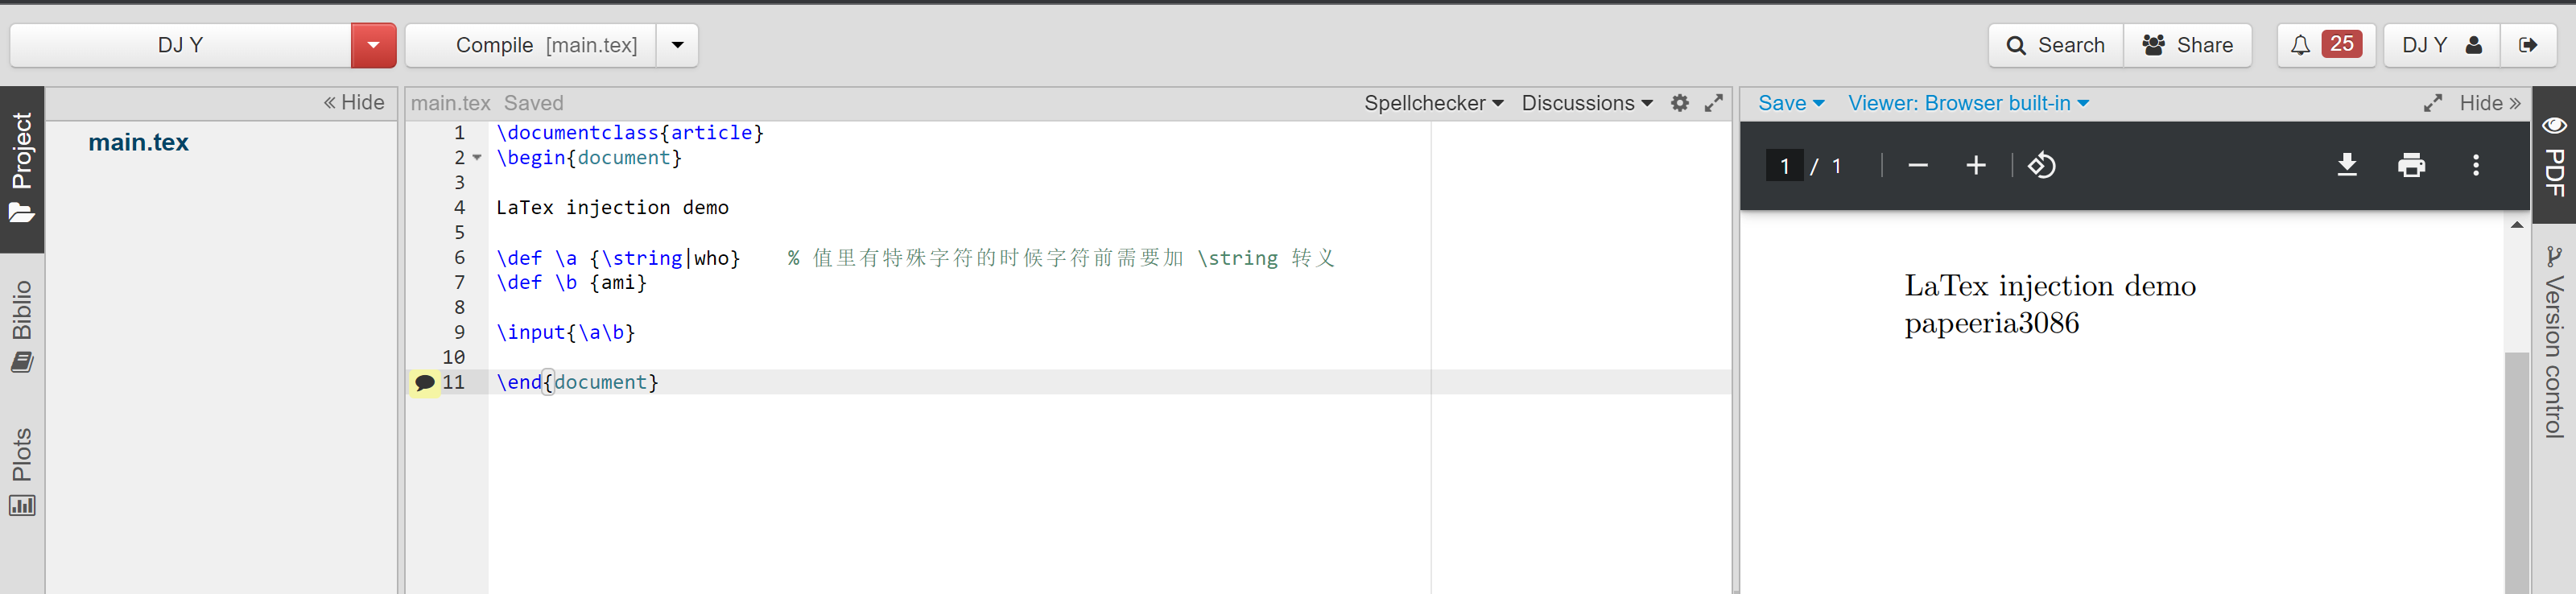 DJ Y
Compile [main.tex]
Search
Share
25
DJ Y
Project
Biblio
Plots
« Hide
main.tex
main.tex Saved
Spellchecker
Discussions
1 \documentclass{article}
2 \begin{document}
3
4 LaTex injection demo
5
6 \def \a {\string|who} % 值里有特殊字符的时候字符前需要加 \string 转义
7 \def \b {ami}
8
9 \input{\a\b}
10
11 \end{document}
Save
Viewer: Browser built-in
Hide »
1 / 1
LaTex injection demo
papeeria3086
PDF
Version control